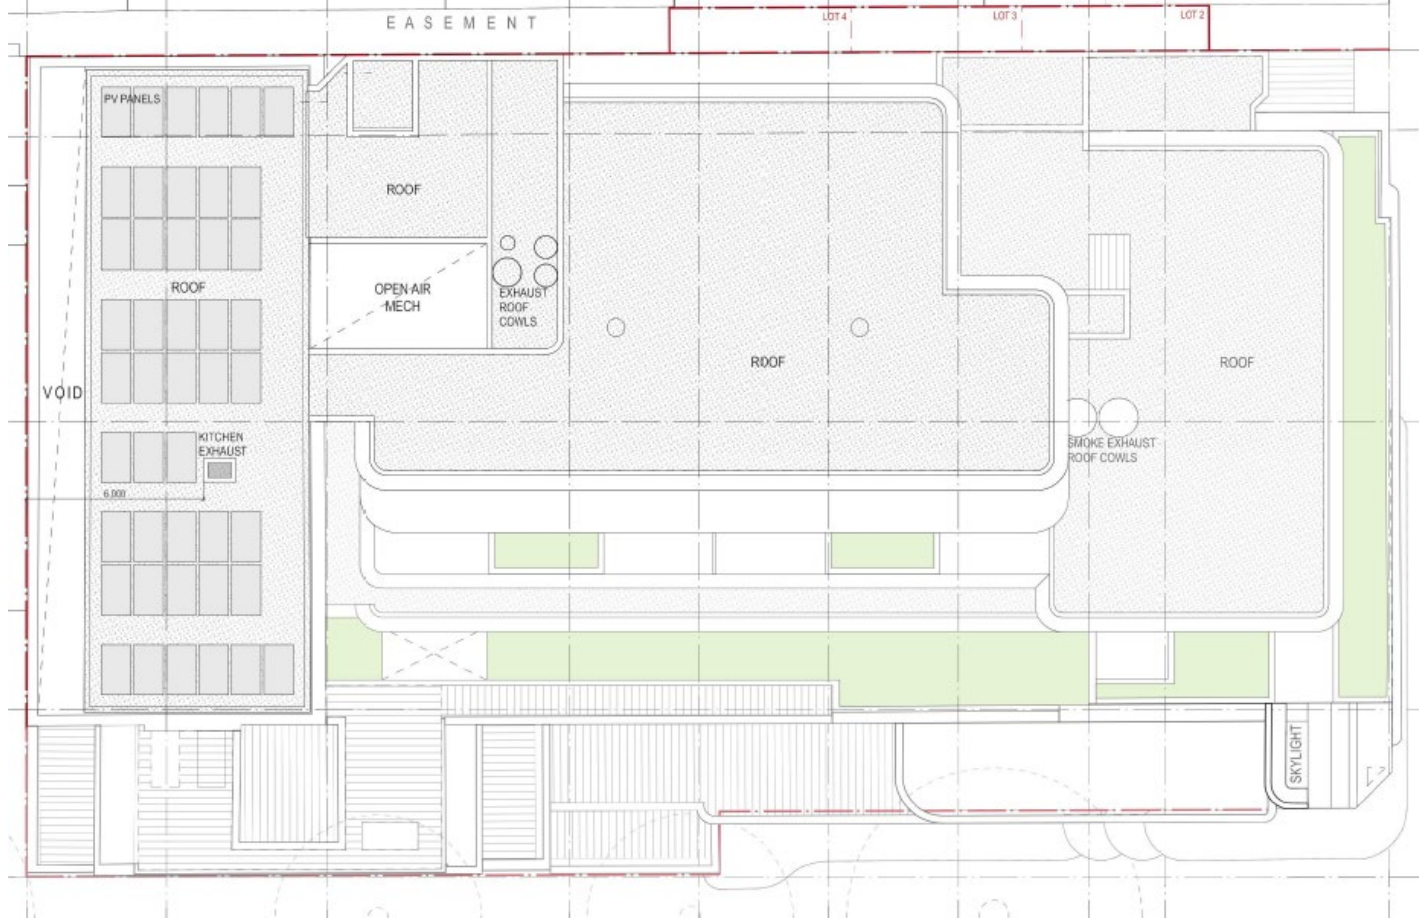 EASEMENT
LOT 4
LOT 3
LOT 2
PV PANELS
ROOF
ROOF
OPEN AIR
MECH
EXHAUST
ROOF
COWLS
ROOF
ROOF
VOID
KITCHEN
EXHAUST
SMOKE EXHAUST
ROOF COWLS
6,000
SKYLIGHT